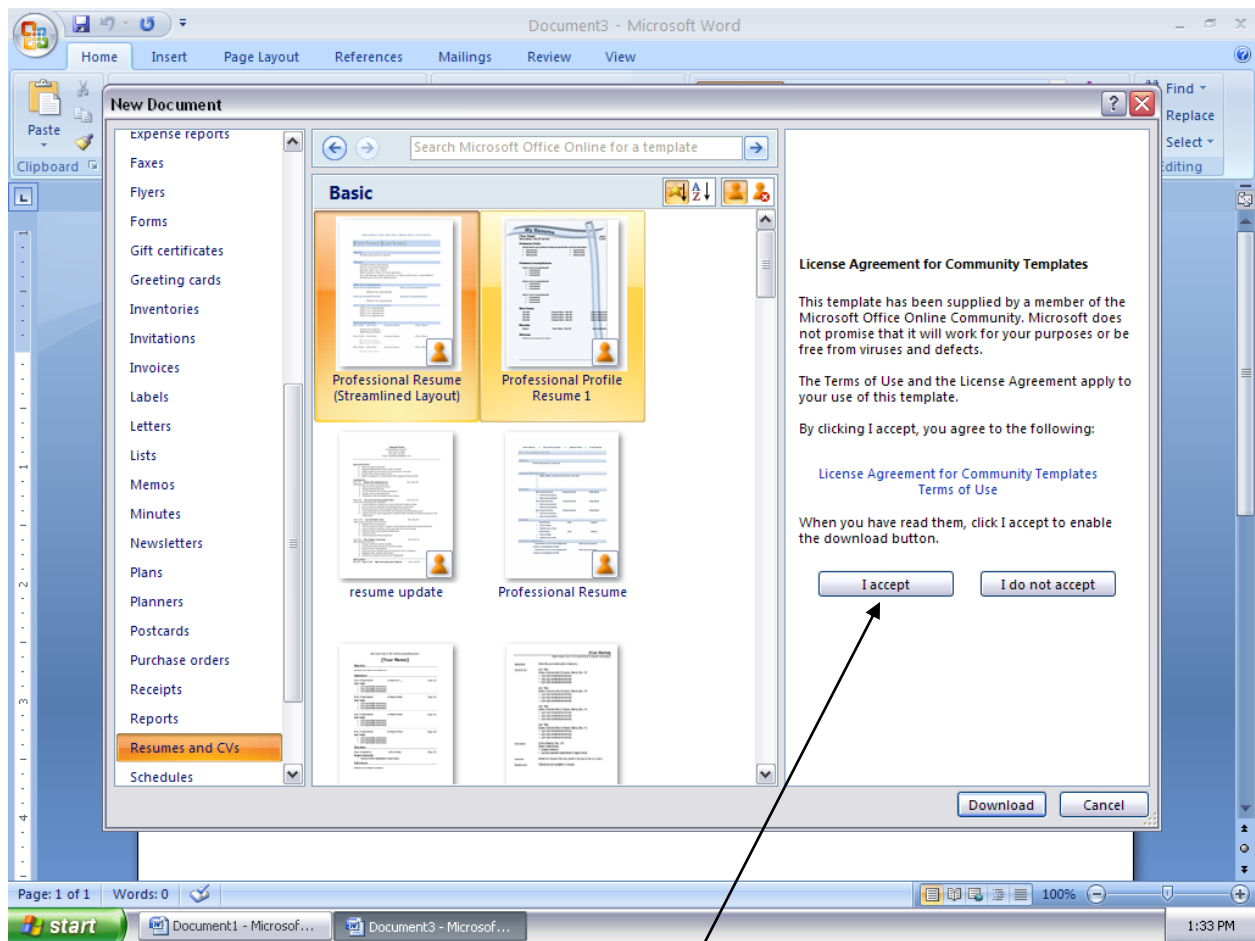 Document3 - Microsoft Word
Home Insert Page Layout References Mailings Review View
Paste
Clipboard
Find
Replace
Select
Editing
New Document
Expense reports
Faxes
Flyers
Forms
Gift certificates
Greeting cards
Inventories
Invitations
Invoices
Labels
Letters
Lists
Memos
Minutes
Newsletters
Plans
Planners
Postcards
Purchase orders
Receipts
Reports
Resumes and CVs
Schedules
Search Microsoft Office Online for a template
Basic
Professional Resume
(Streamlined Layout)
Professional Profile
Resume 1
resume update
Professional Resume
License Agreement for Community Templates
This template has been supplied by a member of the
Microsoft Office Online Community. Microsoft does
not promise that it will work for your purposes or be
free from viruses and defects.
The Terms of Use and the License Agreement apply to
your use of this template.
By clicking I accept, you agree to the following:
License Agreement for Community Templates
Terms of Use
When you have read them, click I accept to enable
the download button.
I accept I do not accept
Download Cancel
Page: 1 of 1 Words: 0 100%
start Document1 - Microsof... Document3 - Microsof... 1:33 PM